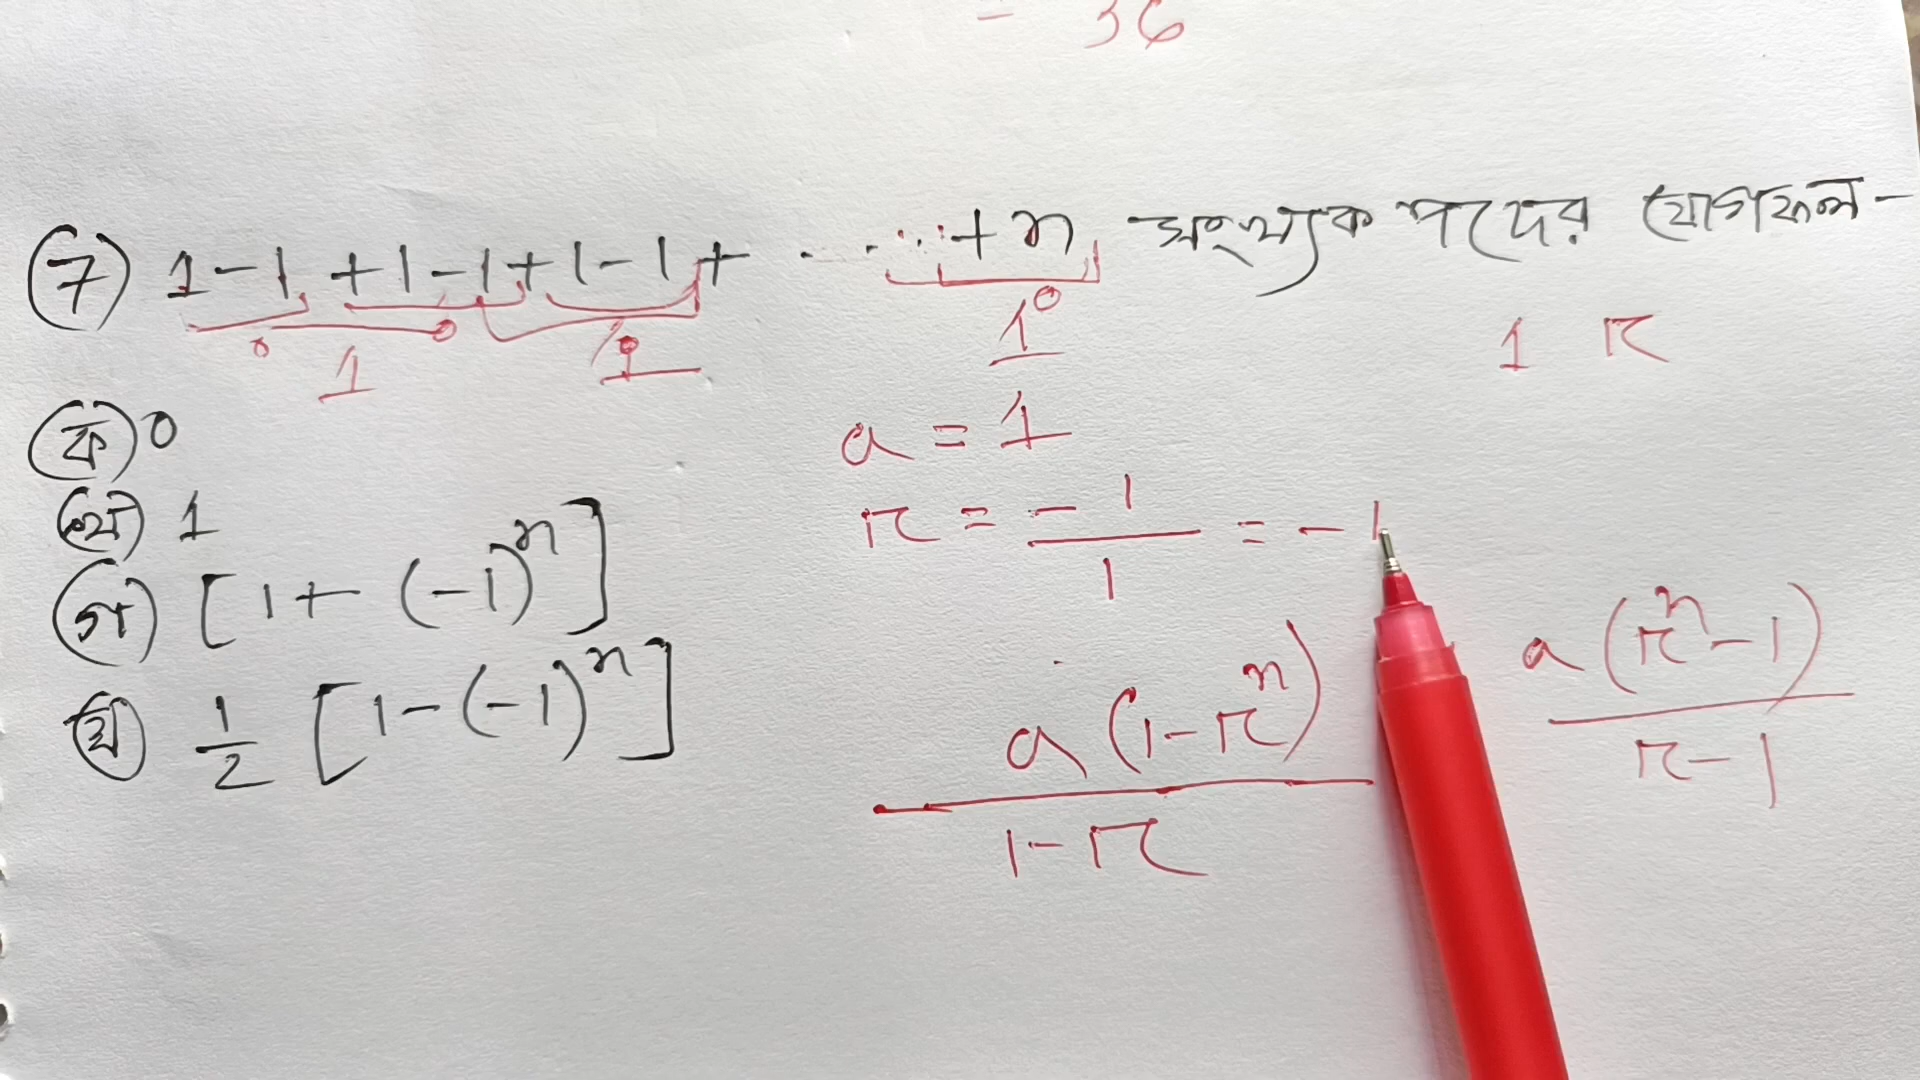 = 36
(7) 1-1+1-1+1-1+ ...... +n সংখ্যক পদের যোগফল-
0 1 0 1 1 0
1 r
(ক) 0
a = 1
(খ) 1
r = -1/1 = -1
(গ) [1+(-1)^n]
(ঘ) 1/2 [1-(-1)^n]
a(1-r^n)/1-r
a(r^n-1)/r-1